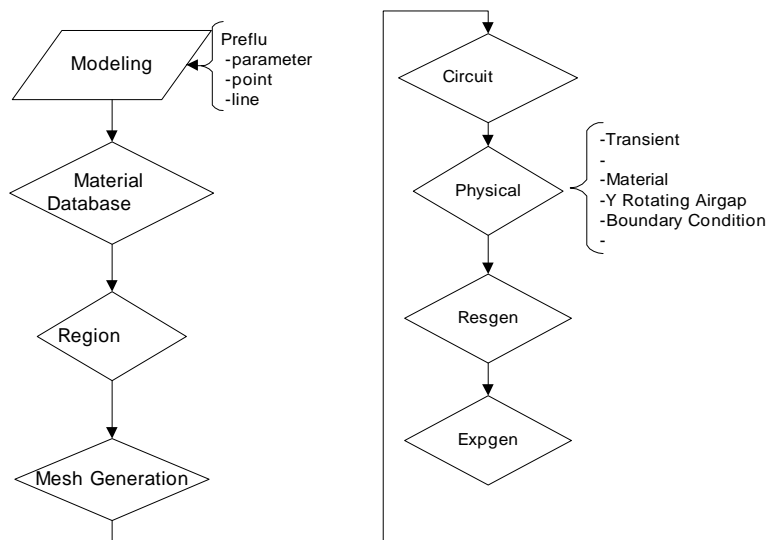 Modeling
Preflu
-parameter
-point
-line
Material
Database
Region
Mesh Generation
Circuit
Physical
-Transient
-
-Material
-Y Rotating Airgap
-Boundary Condition
-
Resgen
Expgen